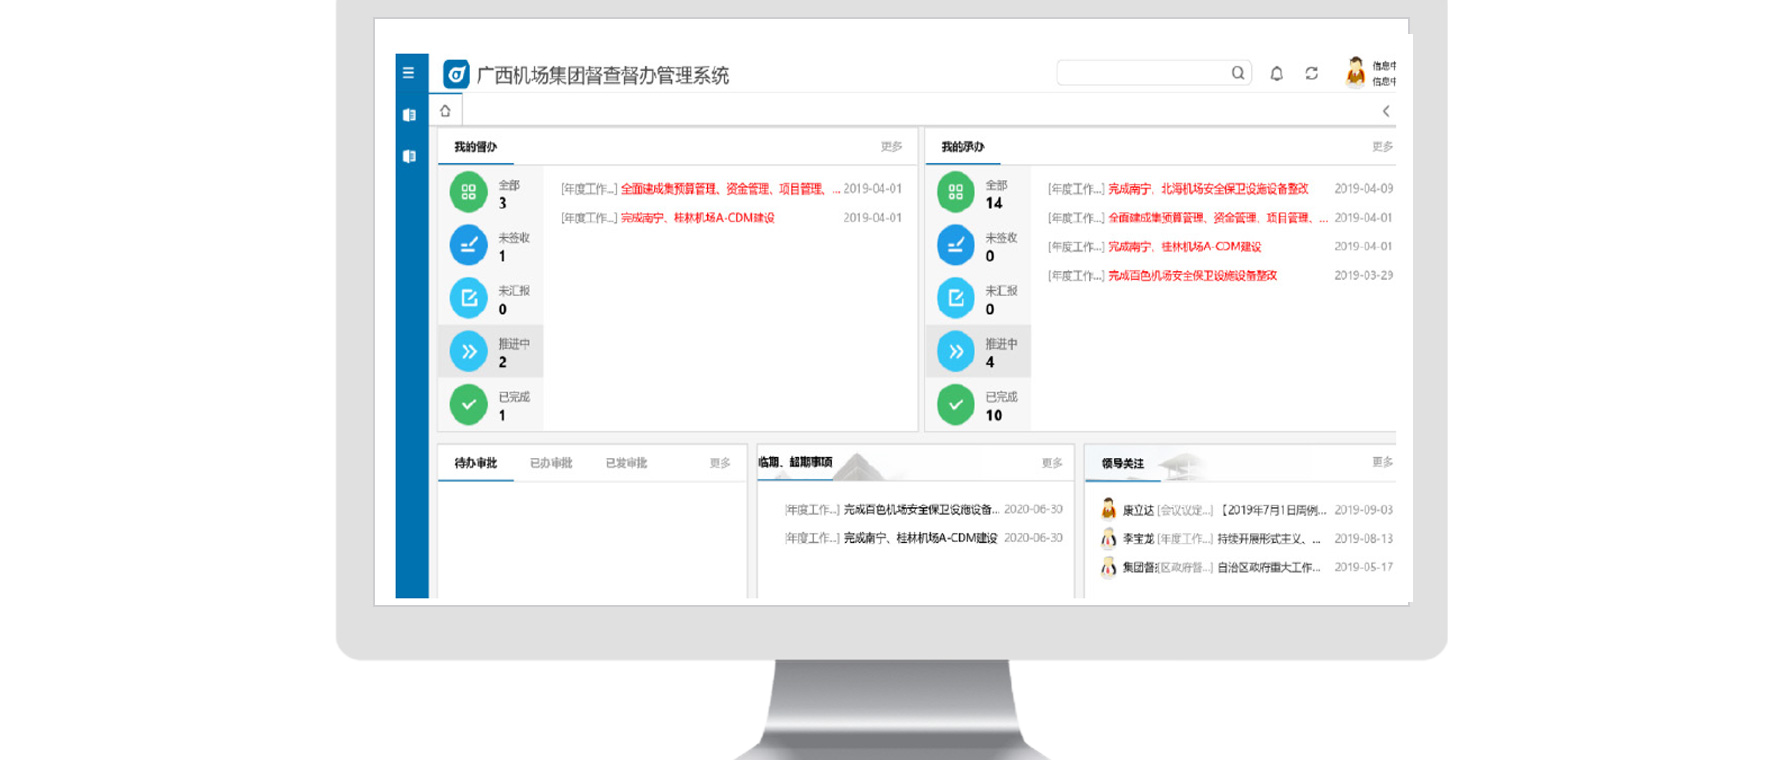 广西机场集团督查督办管理系统
信息中
信息中
我的督办
更多
全部
3
未签收
1
未汇报
0
推进中
2
已完成
1
[年度工作...] 全面建成集预算管理、资金管理、项目管理、... 2019-04-01
[年度工作...] 完成南宁、桂林机场A-CDM建设 2019-04-01
我的承办
更多
全部
14
未签收
0
未汇报
0
推进中
4
已完成
10
[年度工作...] 完成南宁、北海机场安全保卫设施设备整改 2019-04-09
[年度工作...] 全面建成集预算管理、资金管理、项目管理、... 2019-04-01
[年度工作...] 完成南宁、桂林机场A-CDM建设 2019-04-01
[年度工作...] 完成百色机场安全保卫设施设备整改 2019-03-29
待办审批 已办审批 已发审批 更多
临期、超期事项 更多
[年度工作...] 完成百色机场安全保卫设施设备... 2020-06-30
[年度工作...] 完成南宁、桂林机场A-CDM建设 2020-06-30
领导关注 更多
康立达 [会议议定...] 【2019年7月1日周例... 2019-09-03
李宝龙 [年度工作...] 持续开展形式主义、... 2019-08-13
集团督 [区政府督...] 自治区政府重大工作... 2019-05-17